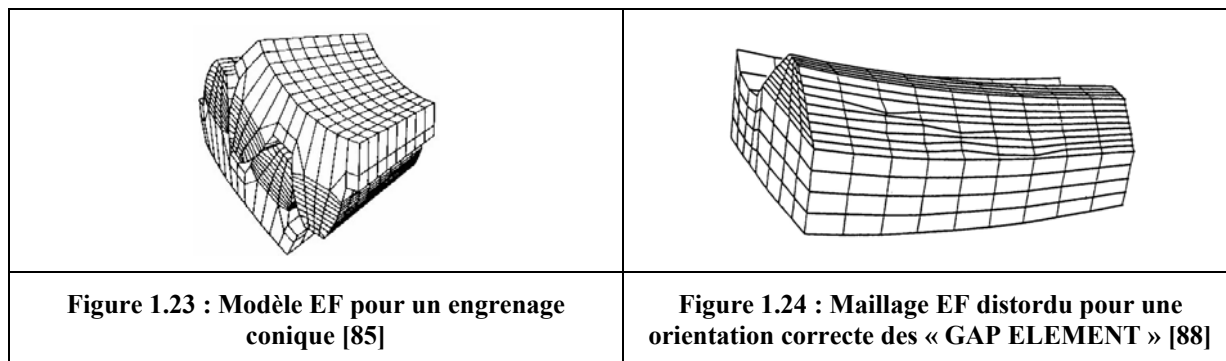 Figure 1.23 : Modèle EF pour un engrenage
conique [85]
Figure 1.24 : Maillage EF distordu pour une
orientation correcte des « GAP ELEMENT » [88]